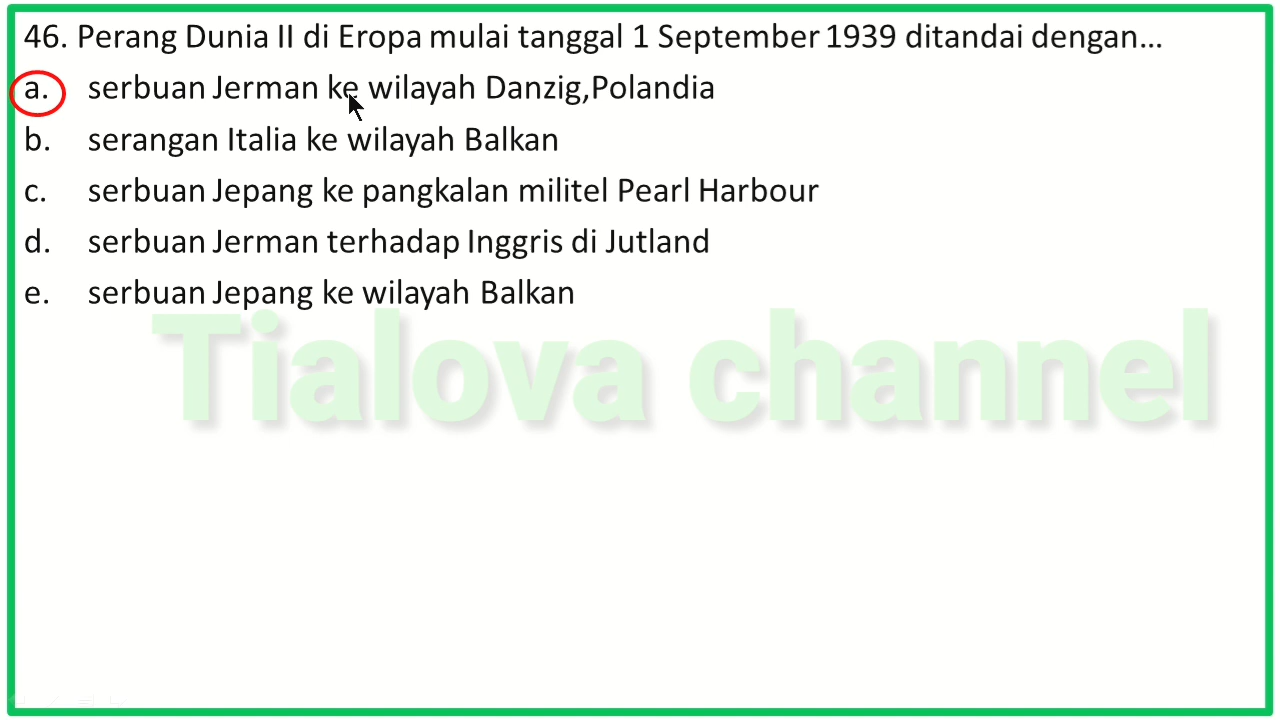 46. Perang Dunia II di Eropa mulai tanggal 1 September 1939 ditandai dengan...
a. serbuan Jerman ke wilayah Danzig,Polandia
b. serangan Italia ke wilayah Balkan
c. serbuan Jepang ke pangkalan militel Pearl Harbour
d. serbuan Jerman terhadap Inggris di Jutland
e. serbuan Jepang ke wilayah Balkan
Tialova channel